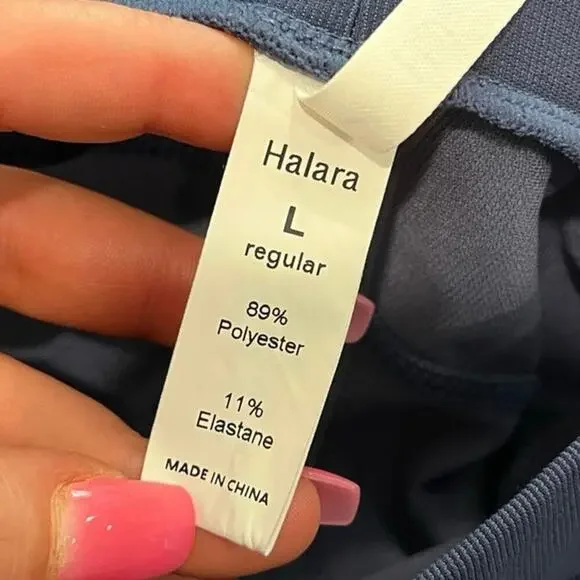 Halara
L
regular
89%
Polyester
11%
Elastane
MADE IN CHINA